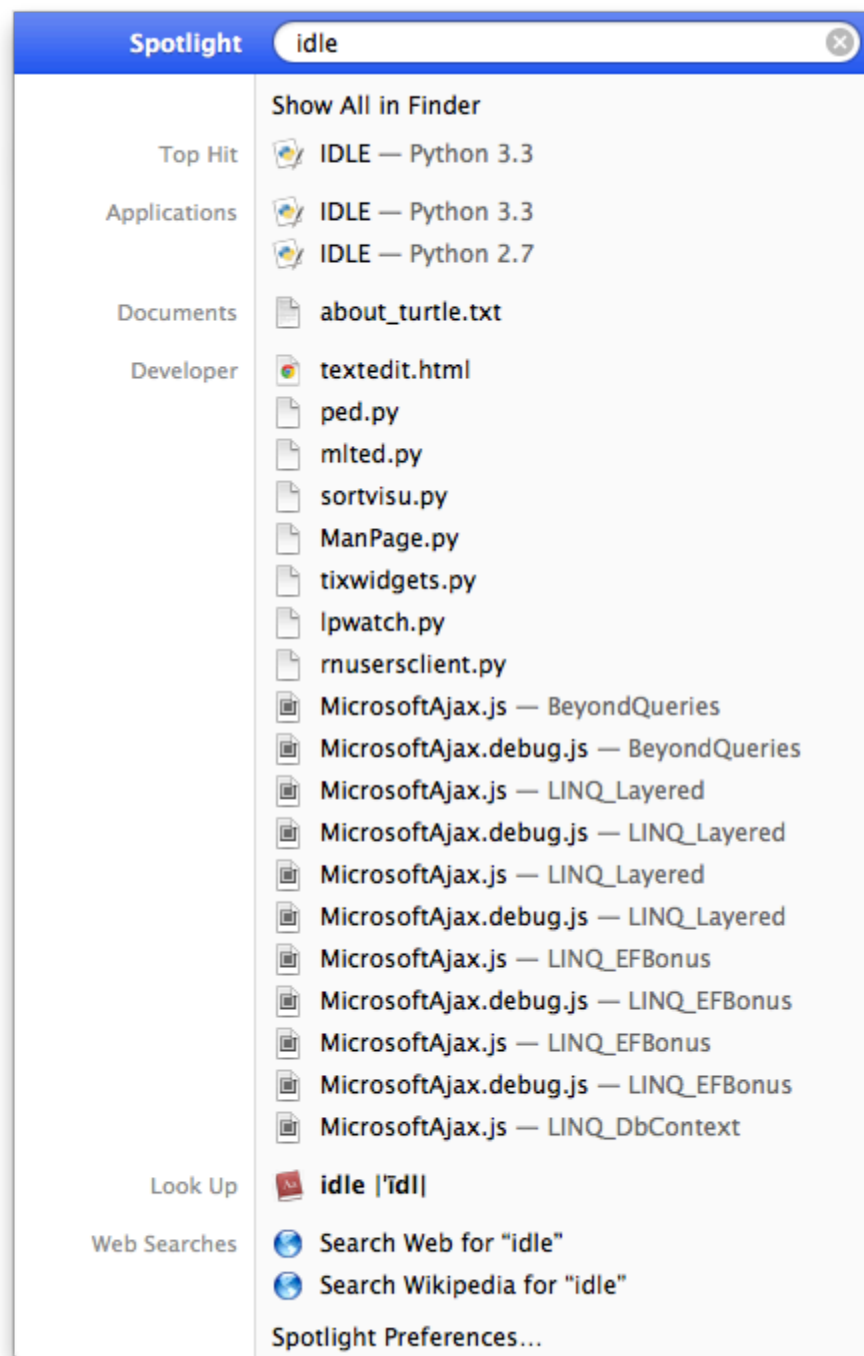 Spotlight idle
Show All in Finder
Top Hit IDLE — Python 3.3
Applications IDLE — Python 3.3
IDLE — Python 2.7
Documents about_turtle.txt
Developer textedit.html
ped.py
mlted.py
sortvisu.py
ManPage.py
tixwidgets.py
lpwatch.py
rnusersclient.py
MicrosoftAjax.js — BeyondQueries
MicrosoftAjax.debug.js — BeyondQueries
MicrosoftAjax.js — LINQ_Layered
MicrosoftAjax.debug.js — LINQ_Layered
MicrosoftAjax.js — LINQ_Layered
MicrosoftAjax.debug.js — LINQ_Layered
MicrosoftAjax.js — LINQ_EFBonus
MicrosoftAjax.debug.js — LINQ_EFBonus
MicrosoftAjax.js — LINQ_EFBonus
MicrosoftAjax.debug.js — LINQ_EFBonus
MicrosoftAjax.js — LINQ_DbContext
Look Up idle |ˈīdl|
Web Searches Search Web for “idle”
Search Wikipedia for “idle”
Spotlight Preferences...